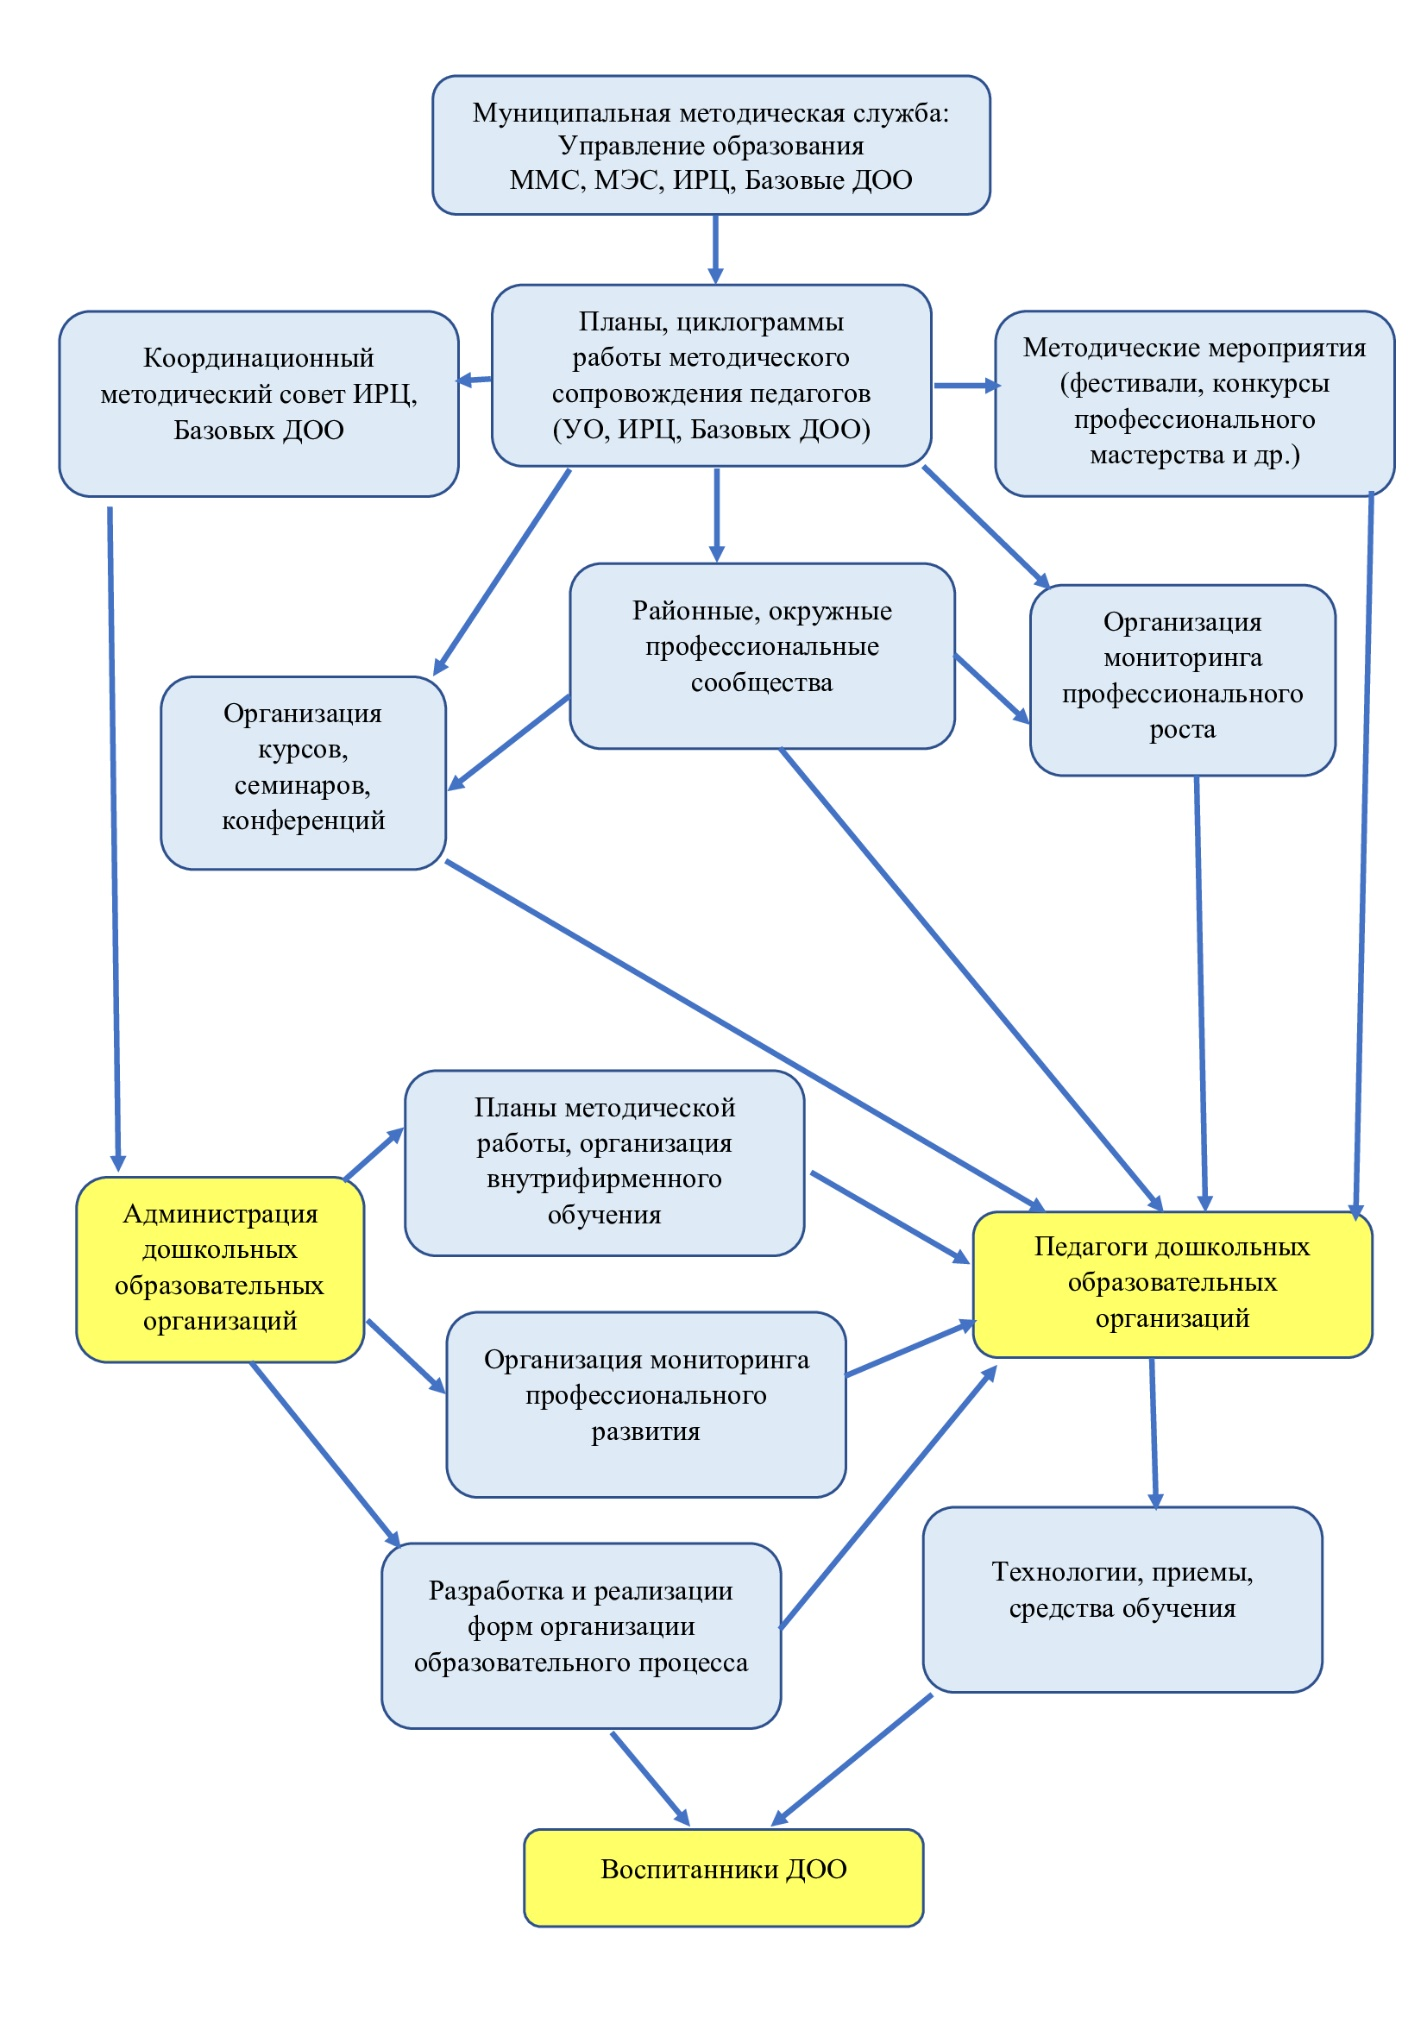 Муниципальная методическая служба:
Управление образования
ММС, МЭС, ИРЦ, Базовые ДОО
Координационный
методический совет ИРЦ,
Базовых ДОО
Планы, циклограммы
работы методического
сопровождения педагогов
(УО, ИРЦ, Базовых ДОО)
Методические мероприятия
(фестивали, конкурсы
профессионального
мастерства и др.)
Организация
курсов,
семинаров,
конференций
Районные, окружные
профессиональные
сообщества
Организация
мониторинга
профессионального
роста
Планы методической
работы, организация
внутрифирменного
обучения
Администрация
дошкольных
образовательных
организаций
Педагоги дошкольных
образовательных
организаций
Организация мониторинга
профессионального
развития
Разработка и реализации
форм организации
образовательного процесса
Технологии, приемы,
средства обучения
Воспитанники ДОО